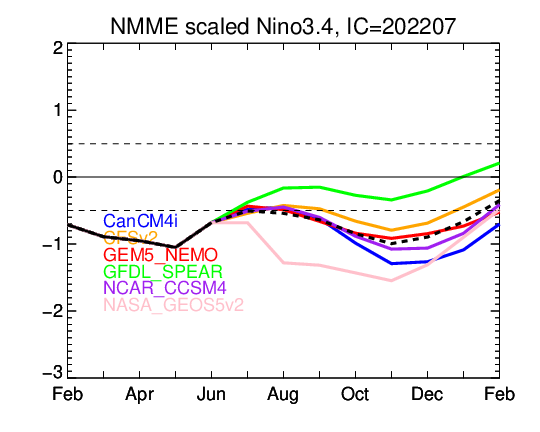 NMME scaled Nino3.4, IC=202207
2
1
0
−1
−2
−3
CanCM4i
CFSv2
GEM5_NEMO
GFDL_SPEAR
NCAR_CCSM4
NASA_GEOS5v2
Feb Apr Jun Aug Oct Dec Feb